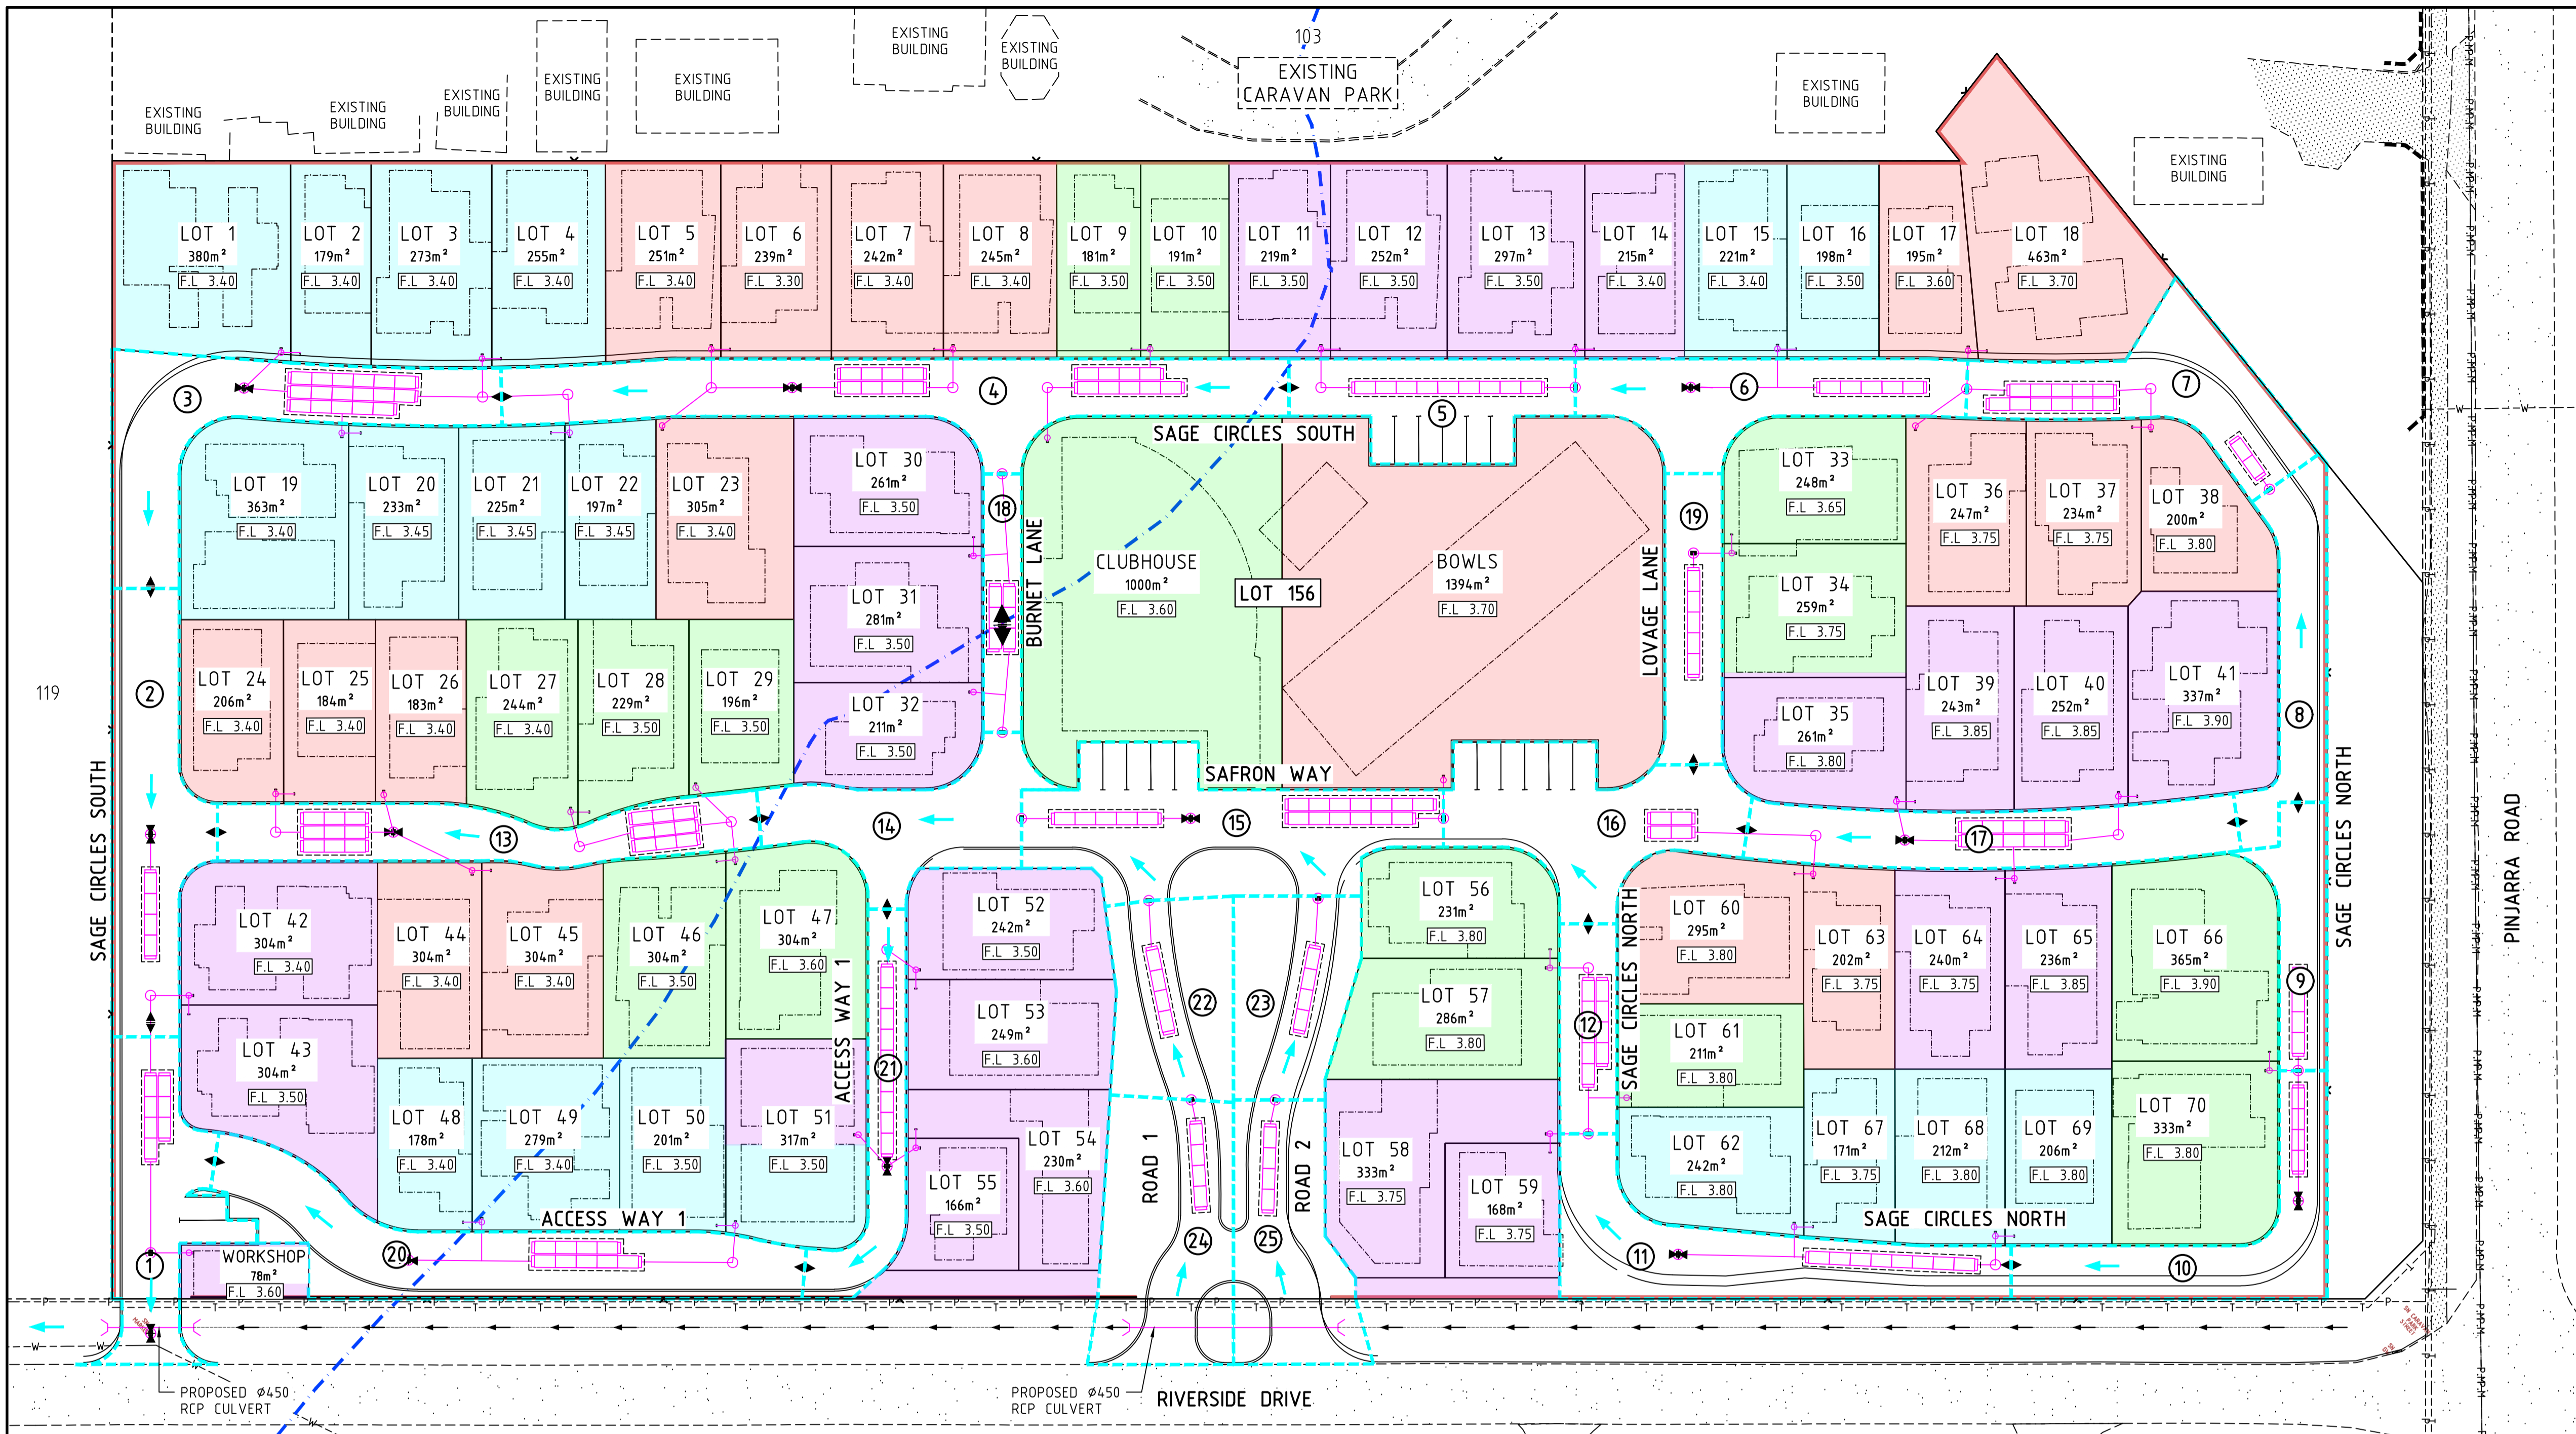 103
EXISTING
BUILDING
EXISTING
BUILDING
EXISTING
CARAVAN PARK
EXISTING
BUILDING
EXISTING
BUILDING
EXISTING
BUILDING
EXISTING
BUILDING
EXISTING
BUILDING
EXISTING
BUILDING
EXISTING
BUILDING
EXISTING
BUILDING
LOT 1
380m²
F.L 3.40
LOT 2
179m²
F.L 3.40
LOT 3
273m²
F.L 3.40
LOT 4
255m²
F.L 3.40
LOT 5
251m²
F.L 3.40
LOT 6
239m²
F.L 3.30
LOT 7
242m²
F.L 3.40
LOT 8
245m²
F.L 3.40
LOT 9
181m²
F.L 3.50
LOT 10
191m²
F.L 3.50
LOT 11
219m²
F.L 3.50
LOT 12
252m²
F.L 3.50
LOT 13
297m²
F.L 3.50
LOT 14
215m²
F.L 3.40
LOT 15
221m²
F.L 3.40
LOT 16
198m²
F.L 3.50
LOT 17
195m²
F.L 3.60
LOT 18
463m²
F.L 3.70
3
4
5
6
7
SAGE CIRCLES SOUTH
LOT 19
363m²
F.L 3.40
LOT 20
233m²
F.L 3.45
LOT 21
225m²
F.L 3.45
LOT 22
197m²
F.L 3.45
LOT 23
305m²
F.L 3.40
LOT 30
261m²
F.L 3.50
LOT 31
281m²
F.L 3.50
LOT 32
211m²
F.L 3.50
18
BURNET LANE
CLUBHOUSE
1000m²
F.L 3.60
LOT 156
BOWLS
1394m²
F.L 3.70
LOVAGE LANE
19
LOT 33
248m²
F.L 3.65
LOT 34
259m²
F.L 3.75
LOT 35
261m²
F.L 3.80
LOT 36
247m²
F.L 3.75
LOT 37
234m²
F.L 3.75
LOT 38
200m²
F.L 3.80
LOT 39
243m²
F.L 3.85
LOT 40
252m²
F.L 3.85
LOT 41
337m²
F.L 3.90
119
2
8
LOT 24
206m²
F.L 3.40
LOT 25
184m²
F.L 3.40
LOT 26
183m²
F.L 3.40
LOT 27
244m²
F.L 3.40
LOT 28
229m²
F.L 3.50
LOT 29
196m²
F.L 3.50
SAGE CIRCLES SOUTH
SAFRON WAY
SAGE CIRCLES NORTH
PINJARRA ROAD
13
14
15
16
17
LOT 42
304m²
F.L 3.40
LOT 43
304m²
F.L 3.50
LOT 44
304m²
F.L 3.40
LOT 45
304m²
F.L 3.40
LOT 46
304m²
F.L 3.50
LOT 47
304m²
F.L 3.60
LOT 48
178m²
F.L 3.40
LOT 49
279m²
F.L 3.40
LOT 50
201m²
F.L 3.50
LOT 51
317m²
F.L 3.50
ACCESS WAY 1
21
LOT 52
242m²
F.L 3.50
LOT 53
249m²
F.L 3.60
LOT 54
230m²
F.L 3.60
LOT 55
166m²
F.L 3.50
22
23
24
25
ROAD 1
ROAD 2
LOT 56
231m²
F.L 3.80
LOT 57
286m²
F.L 3.80
LOT 58
333m²
F.L 3.75
LOT 59
168m²
F.L 3.75
12
SAGE CIRCLES NORTH
LOT 60
295m²
F.L 3.80
LOT 61
211m²
F.L 3.80
LOT 62
242m²
F.L 3.80
LOT 63
202m²
F.L 3.75
LOT 64
240m²
F.L 3.75
LOT 65
236m²
F.L 3.85
LOT 66
365m²
F.L 3.90
LOT 67
171m²
F.L 3.75
LOT 68
212m²
F.L 3.80
LOT 69
206m²
F.L 3.80
LOT 70
333m²
F.L 3.80
9
SAGE CIRCLES NORTH
ACCESS WAY 1
20
1
WORKSHOP
78m²
F.L 3.60
11
10
PROPOSED Ø450
RCP CULVERT
PROPOSED Ø450
RCP CULVERT
RIVERSIDE DRIVE